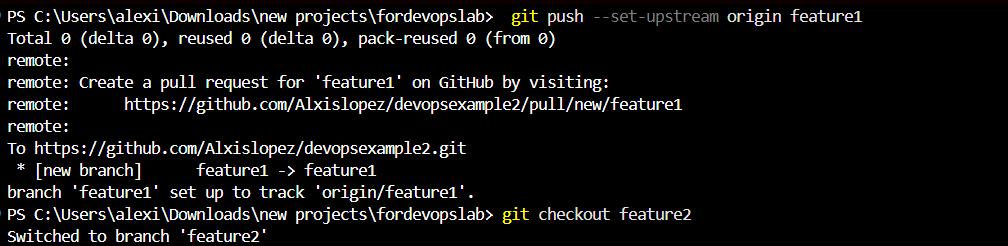 PS C:\Users\alexi\Downloads\new projects\fordevopslab>  git push --set-upstream origin feature1
Total 0 (delta 0), reused 0 (delta 0), pack-reused 0 (from 0)
remote:
remote: Create a pull request for 'feature1' on GitHub by visiting:
remote:      https://github.com/Alxislopez/devopsexample2/pull/new/feature1
remote:
To https://github.com/Alxislopez/devopsexample2.git
 * [new branch]      feature1 -> feature1
branch 'feature1' set up to track 'origin/feature1'.
PS C:\Users\alexi\Downloads\new projects\fordevopslab> git checkout feature2
Switched to branch 'feature2'